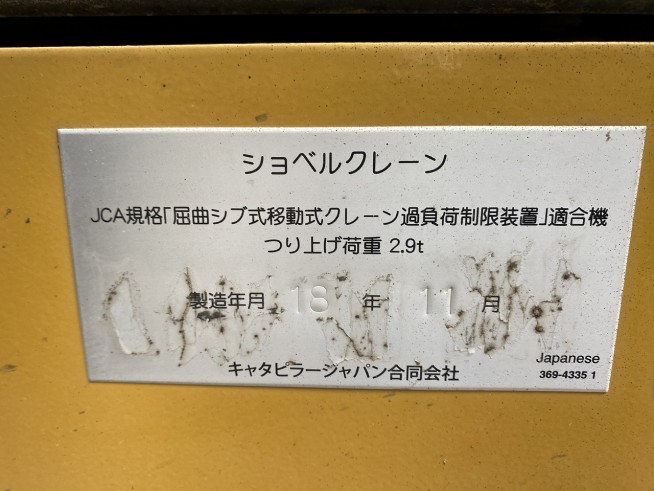 ショベルクレーン
JCA規格「屈曲ジブ式移動式クレーン過負荷制限装置」適合機
つり上げ荷重 2.9t
製造年月 18 年 11 月
キャタピラージャパン合同会社
Japanese
369-4335 1